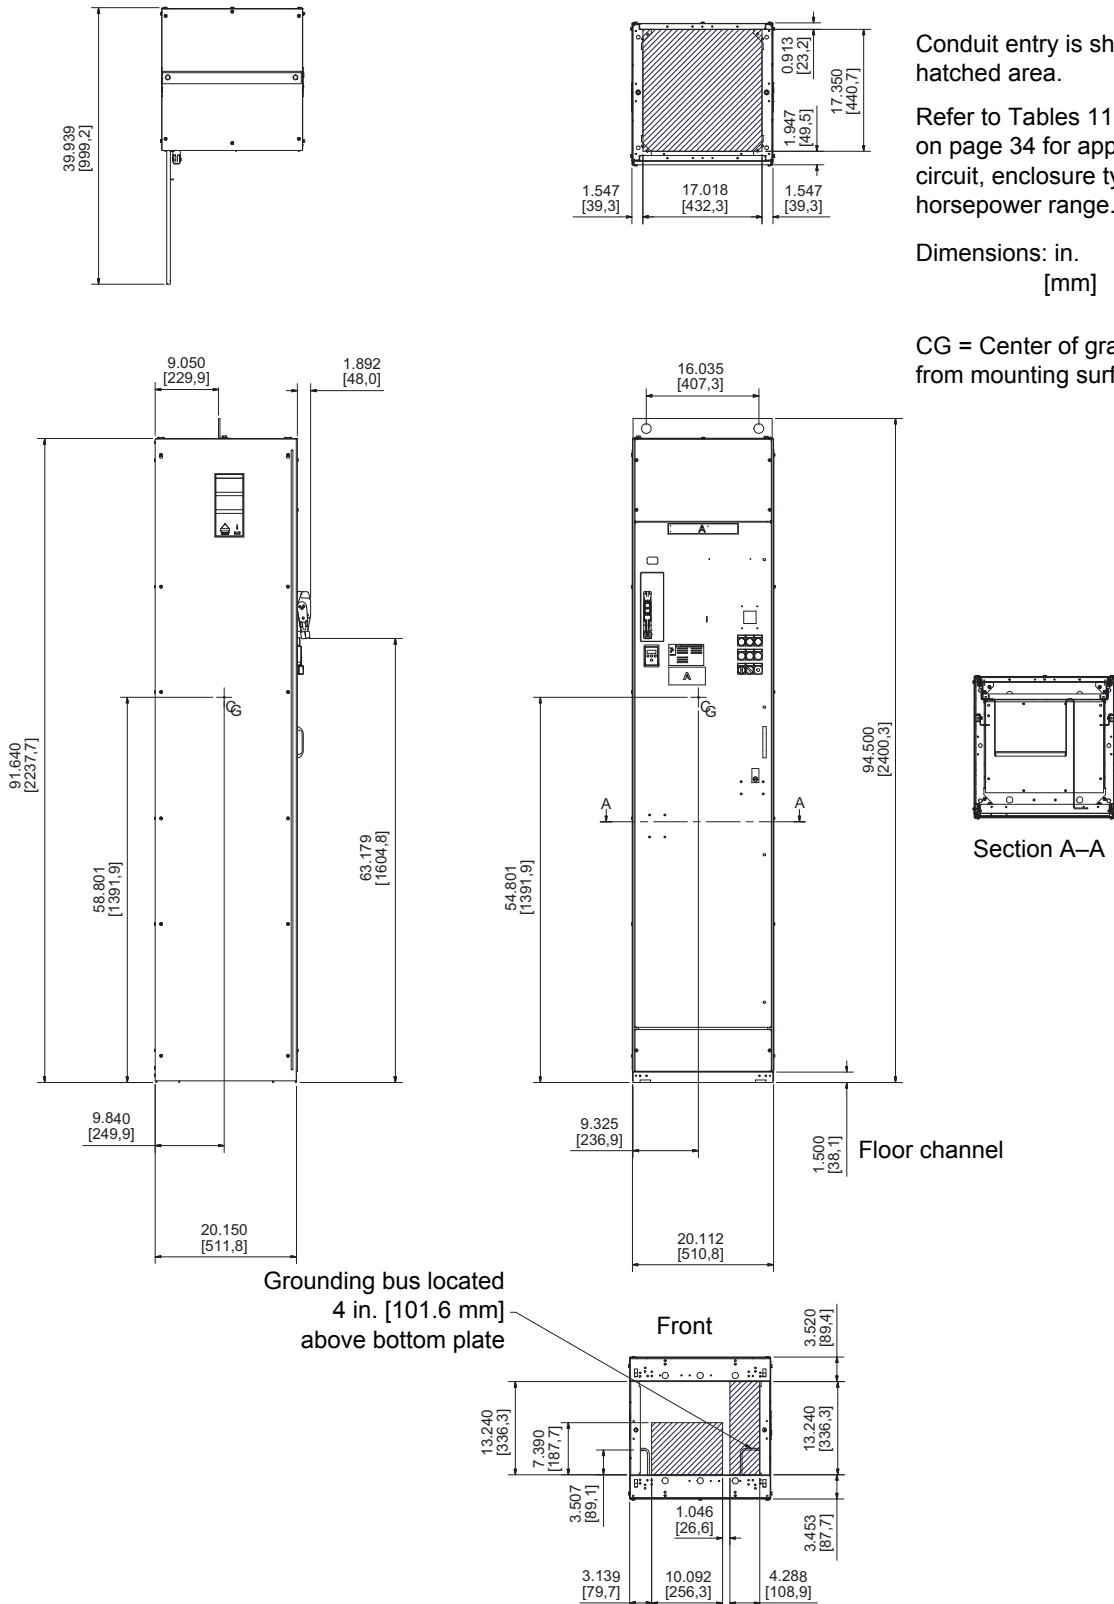 39.939
[999,2]
0.913
[23,2]
17.350
[440,7]
1.947
[49,5]
1.547
[39,3]
17.018
[432,3]
1.547
[39,3]
Conduit entry is sh
hatched area.
Refer to Tables 11
on page 34 for app
circuit, enclosure ty
horsepower range.
Dimensions: in.
[mm]
CG = Center of gra
from mounting surf
9.050
[229,9]
1.892
[48,0]
16.035
[407,3]
A
A
CG
CG
91.640
[2237,7]
58.801
[1391,9]
63.179
[1604,8]
54.801
[1391,9]
94.500
[2400,3]
A
A
Section A–A
9.840
[249,9]
9.325
[236,9]
1.500
[38,1]
Floor channel
20.150
[511,8]
20.112
[510,8]
Grounding bus located
4 in. [101.6 mm]
above bottom plate
Front
3.520
[89,4]
13.240
[336,3]
7.390
[187,7]
3.507
[89,1]
13.240
[336,3]
1.046
[26,6]
3.453
[87,7]
3.139
[79,7]
10.092
[256,3]
4.288
[108,9]